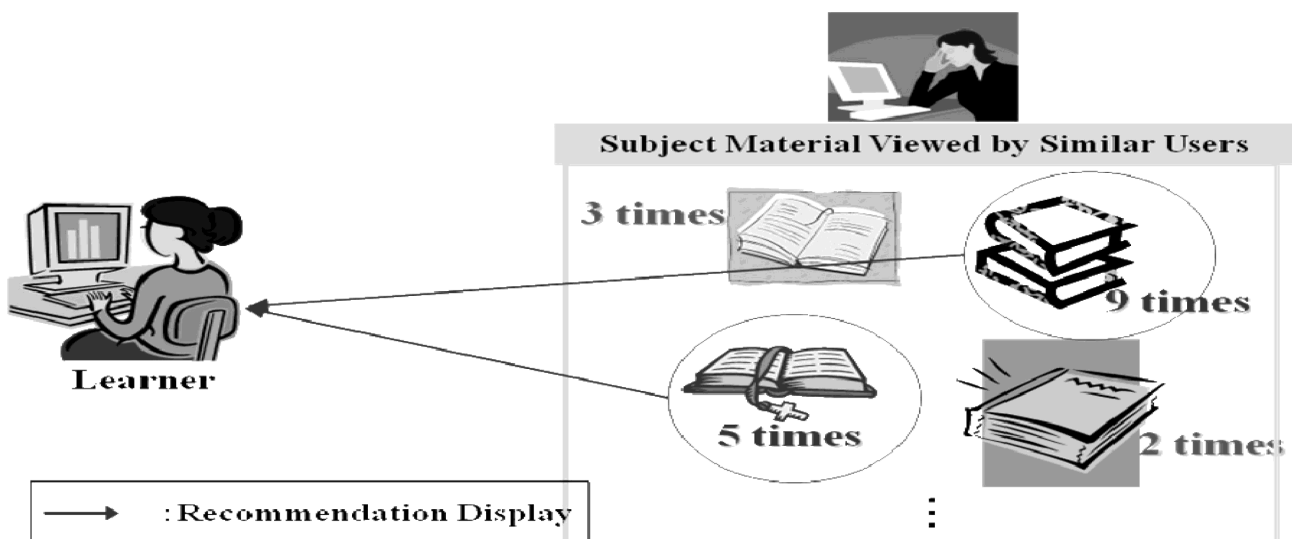 Subject Material Viewed by Similar Users
3 times
9 times
Learner
5 times
2 times
: Recommendation Display